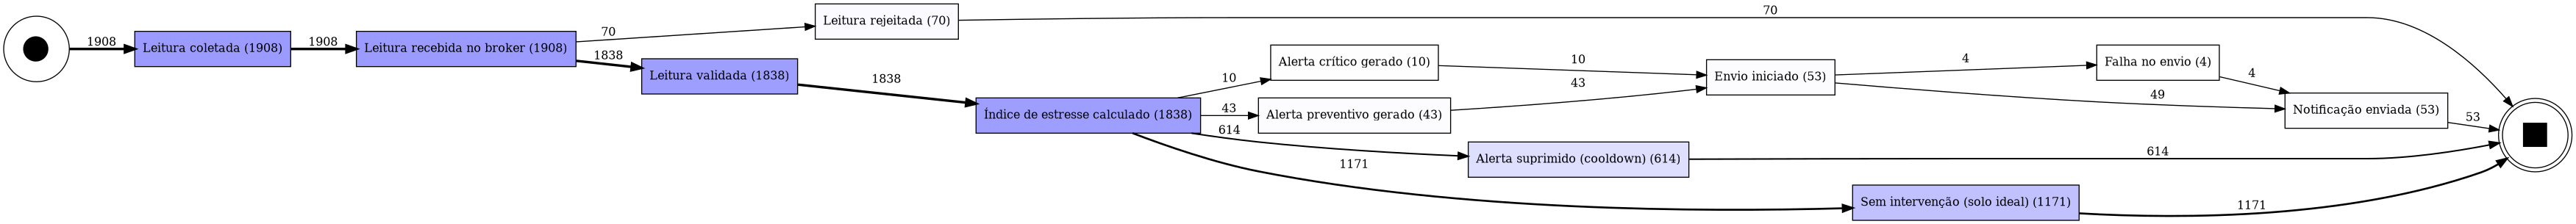 1908
Leitura coletada (1908)
1908
Leitura recebida no broker (1908)
70
Leitura rejeitada (70)
70
1838
Leitura validada (1838)
1838
Índice de estresse calculado (1838)
10
Alerta crítico gerado (10)
10
43
Alerta preventivo gerado (43)
43
Envio iniciado (53)
4
Falha no envio (4)
4
49
Notificação enviada (53)
53
614
Alerta suprimido (cooldown) (614)
614
1171
Sem intervenção (solo ideal) (1171)
1171